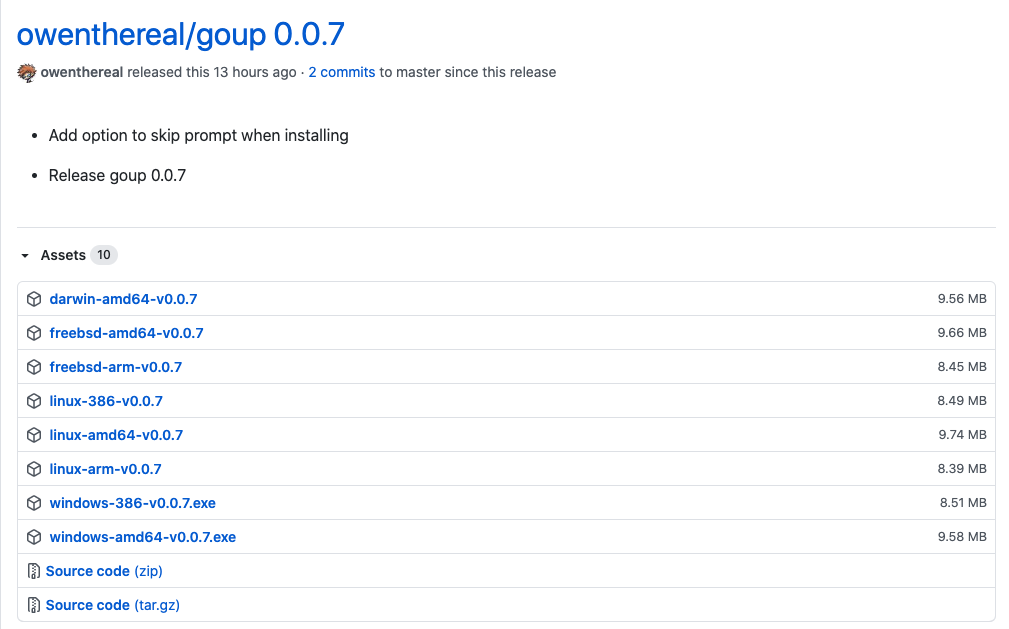 owenthereal/goup 0.0.7
owenthereal released this 13 hours ago · 2 commits to master since this release
• Add option to skip prompt when installing
• Release goup 0.0.7
Assets 10
darwin-amd64-v0.0.7 9.56 MB
freebsd-amd64-v0.0.7 9.66 MB
freebsd-arm-v0.0.7 8.45 MB
linux-386-v0.0.7 8.49 MB
linux-amd64-v0.0.7 9.74 MB
linux-arm-v0.0.7 8.39 MB
windows-386-v0.0.7.exe 8.51 MB
windows-amd64-v0.0.7.exe 9.58 MB
Source code (zip)
Source code (tar.gz)